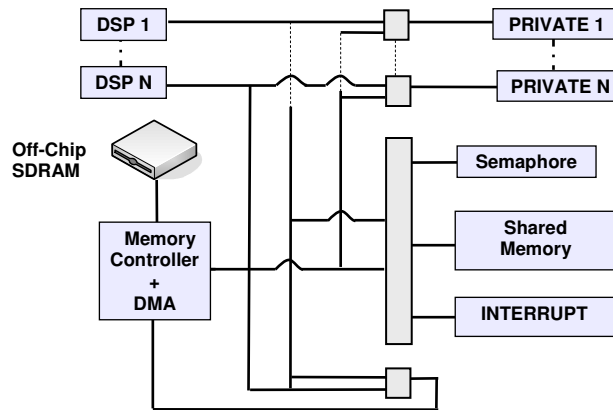 DSP 1
PRIVATE 1
DSP N
PRIVATE N
Off-Chip
SDRAM
Semaphore
Memory
Controller
+
DMA
Shared
Memory
INTERRUPT